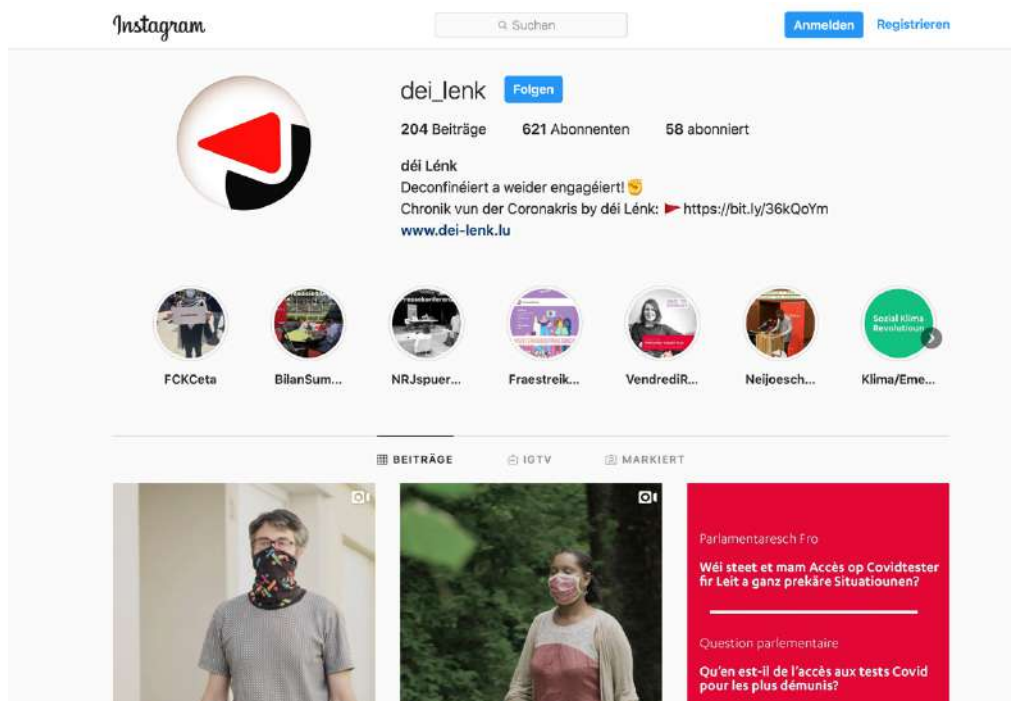 Instagram
Suchen
Anmelden
Registrieren
dei_lenk
Folgen
204 Beiträge 621 Abonnenten 58 abonniert
déi Lénk
Deconfinéiert a weider engagéiert! ✊
Chronik vun der Coronakris by déi Lénk: https://bit.ly/36kQoYm
www.dei-lenk.lu
Sozial Klima
Revolutioun
FCKCeta
BilanSum...
NRJspuer...
Fraestreik...
VendrediR...
Neijoesch...
Klima/Eme...
BEITRÄGE
IGTV
MARKIERT
Parlamentaresch Fro
Wéi steet et mam Accès op Covidtester
fir Leit a ganz prekäre Situatiounen?
Question parlementaire
Qu'en est-il de l'accès aux tests Covid
pour les plus démunis?